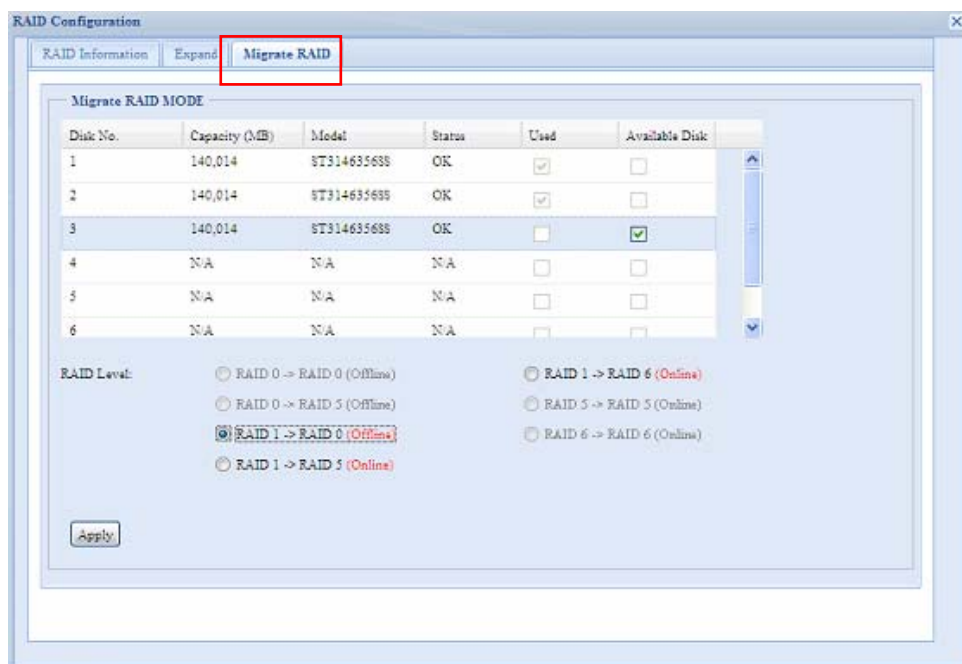 RAID Configuration
RAID Information Expand Migrate RAID
Migrate RAID MODE
Disk No. Capacity (MB) Model Status Used Available Disk
1 140,014 ST3146356SS OK
2 140,014 ST3146356SS OK
3 140,014 ST3146356SS OK
4 N/A N/A N/A
5 N/A N/A N/A
6 N/A N/A N/A
RAID Level: RAID 0 -> RAID 0 (Offline) RAID 1 -> RAID 6 (Online)
RAID 0 -> RAID 5 (Offline) RAID 5 -> RAID 5 (Online)
RAID 1 -> RAID 0 (Offline) RAID 6 -> RAID 6 (Online)
RAID 1 -> RAID 5 (Online)
Apply